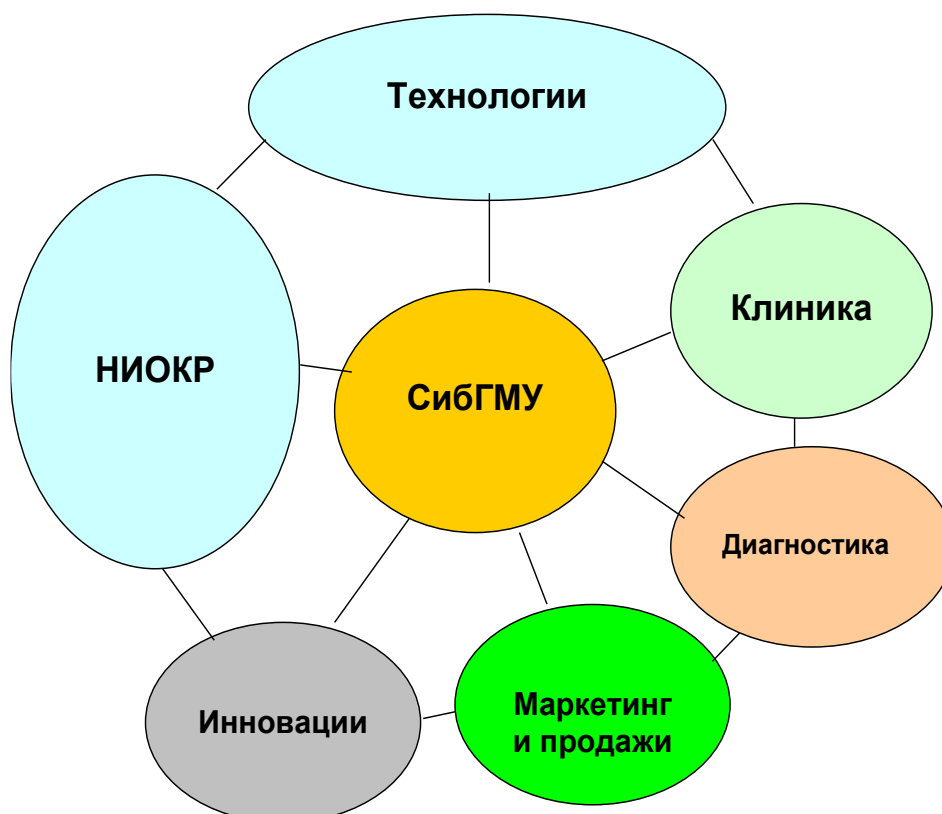 Технологии
Клиника
НИОКР
СибГМУ
Диагностика
Инновации
Маркетинг
и продажи